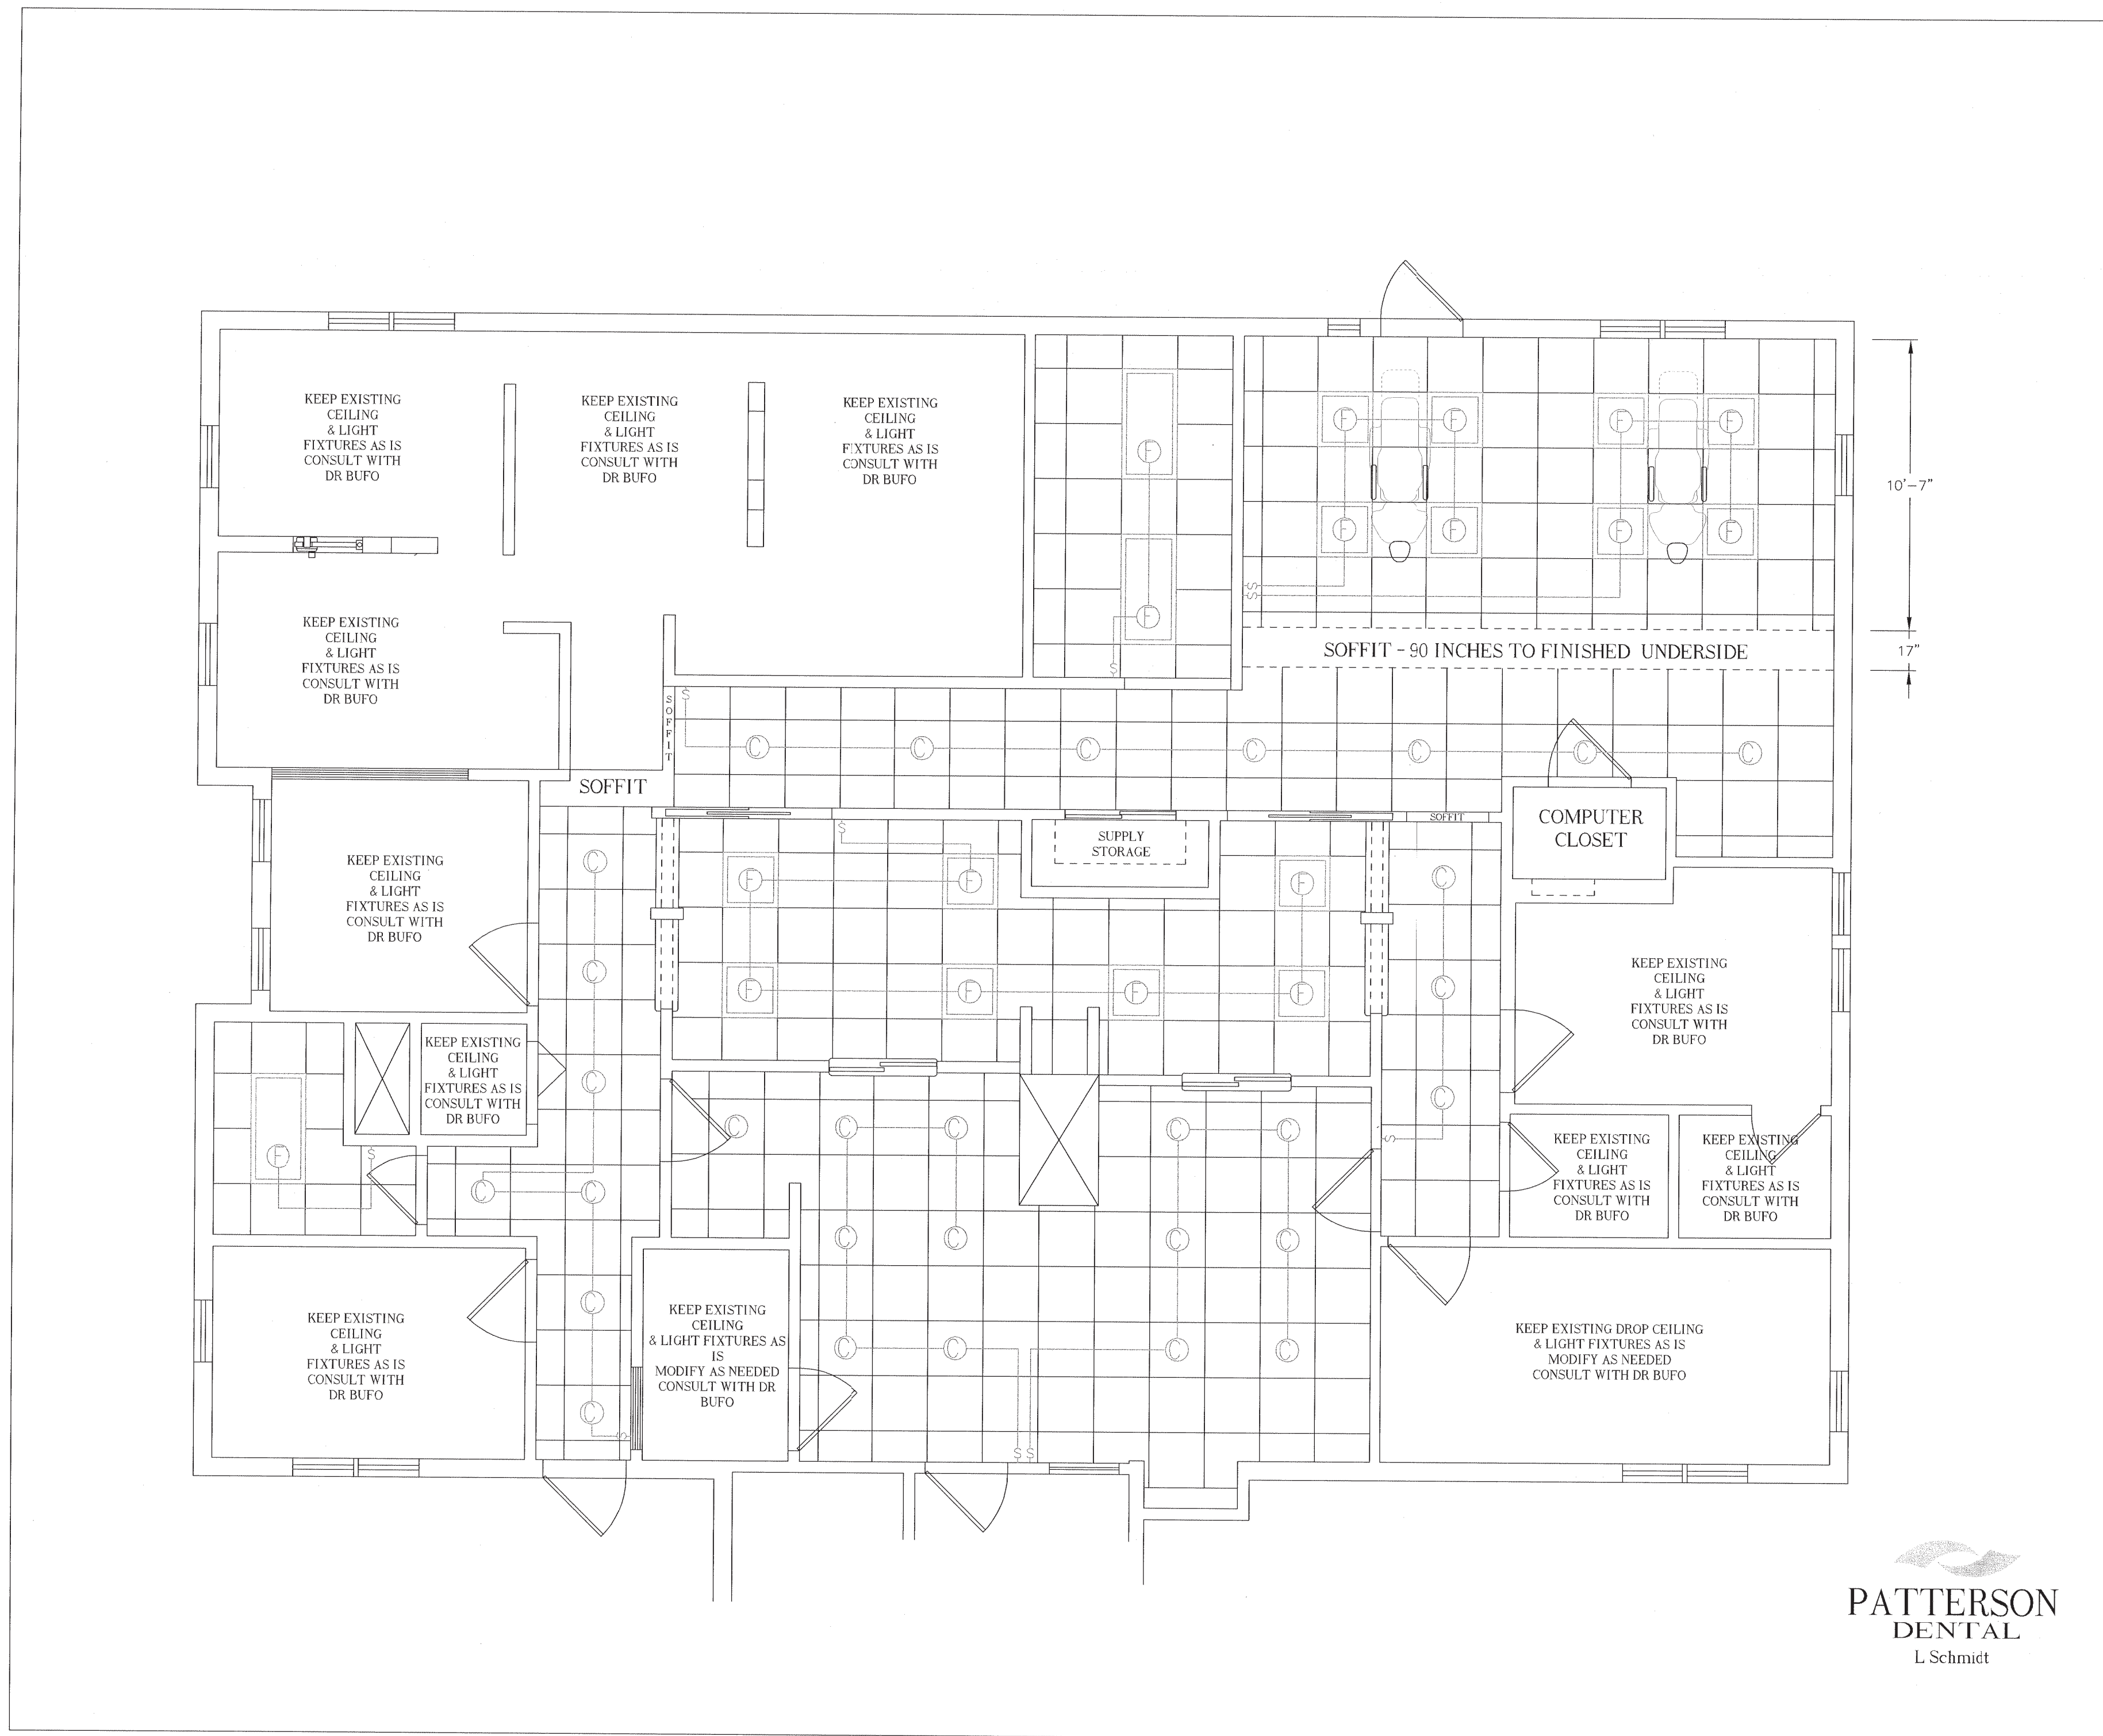 KEEP EXISTING
CEILING
& LIGHT
FIXTURES AS IS
CONSULT WITH
DR BUFO
KEEP EXISTING
CEILING
& LIGHT
FIXTURES AS IS
CONSULT WITH
DR BUFO
KEEP EXISTING
CEILING
& LIGHT
FIXTURES AS IS
CONSULT WITH
DR BUFO
F
F
S
F
F
F
F
F
F
F
F
S
S
10'-7"
SOFFIT - 90 INCHES TO FINISHED UNDERSIDE
17"
KEEP EXISTING
CEILING
& LIGHT
FIXTURES AS IS
CONSULT WITH
DR BUFO
SOFFIT
S
C
C
C
C
C
C
C
SOFFIT
SUPPLY
STORAGE
SOFFIT
COMPUTER
CLOSET
KEEP EXISTING
CEILING
& LIGHT
FIXTURES AS IS
CONSULT WITH
DR BUFO
C
C
C
C
C
C
C
S
S
F
F
F
F
F
F
F
C
C
C
S
KEEP EXISTING
CEILING
& LIGHT
FIXTURES AS IS
CONSULT WITH
DR BUFO
KEEP EXISTING
CEILING
& LIGHT
FIXTURES AS IS
CONSULT WITH
DR BUFO
F
S
C
C
C
C
C
C
C
C
C
C
C
C
C
S
S
KEEP EXISTING
CEILING
& LIGHT
FIXTURES AS IS
CONSULT WITH
DR BUFO
KEEP EXISTING
CEILING
& LIGHT
FIXTURES AS IS
CONSULT WITH
DR BUFO
KEEP EXISTING
CEILING
& LIGHT
FIXTURES AS IS
CONSULT WITH
DR BUFO
KEEP EXISTING
CEILING
& LIGHT FIXTURES AS
IS
MODIFY AS NEEDED
CONSULT WITH DR
BUFO
KEEP EXISTING DROP CEILING
& LIGHT FIXTURES AS IS
MODIFY AS NEEDED
CONSULT WITH DR BUFO
PATTERSON
DENTAL
L Schmidt